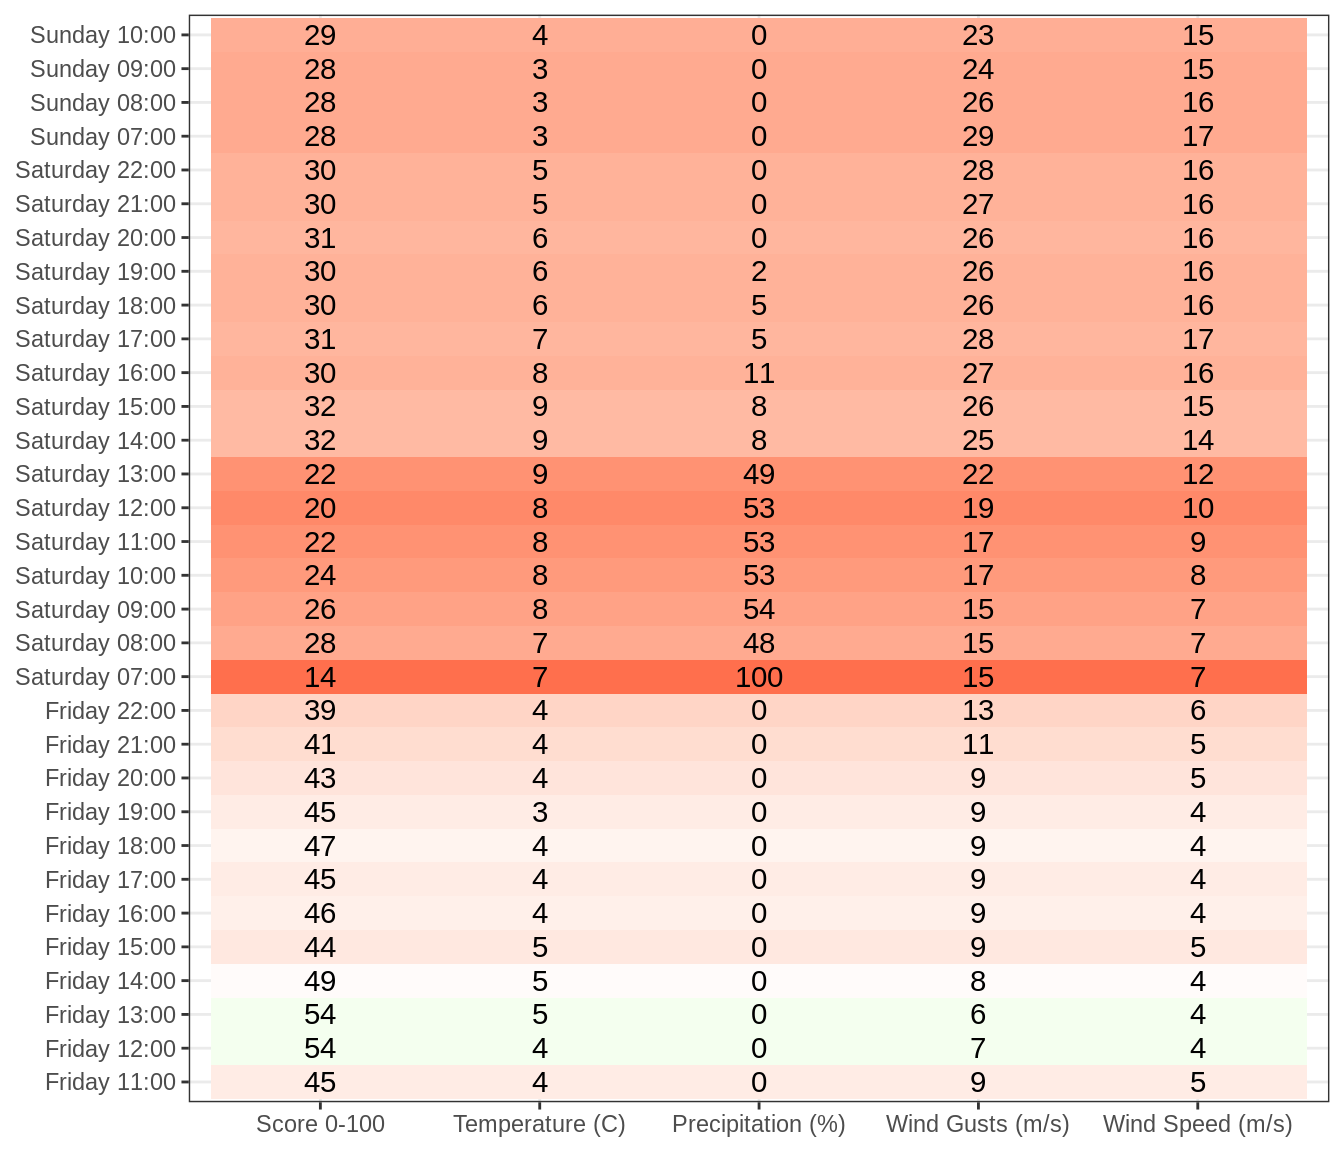 Sunday 10:00 29 4 0 23 15
Sunday 09:00 28 3 0 24 15
Sunday 08:00 28 3 0 26 16
Sunday 07:00 28 3 0 29 17
Saturday 22:00 30 5 0 28 16
Saturday 21:00 30 5 0 27 16
Saturday 20:00 31 6 0 26 16
Saturday 19:00 30 6 2 26 16
Saturday 18:00 30 6 5 26 16
Saturday 17:00 31 7 5 28 17
Saturday 16:00 30 8 11 27 16
Saturday 15:00 32 9 8 26 15
Saturday 14:00 32 9 8 25 14
Saturday 13:00 22 9 49 22 12
Saturday 12:00 20 8 53 19 10
Saturday 11:00 22 8 53 17 9
Saturday 10:00 24 8 53 17 8
Saturday 09:00 26 8 54 15 7
Saturday 08:00 28 7 48 15 7
Saturday 07:00 14 7 100 15 7
Friday 22:00 39 4 0 13 6
Friday 21:00 41 4 0 11 5
Friday 20:00 43 4 0 9 5
Friday 19:00 45 3 0 9 4
Friday 18:00 47 4 0 9 4
Friday 17:00 45 4 0 9 4
Friday 16:00 46 4 0 9 4
Friday 15:00 44 5 0 9 5
Friday 14:00 49 5 0 8 4
Friday 13:00 54 5 0 6 4
Friday 12:00 54 4 0 7 4
Friday 11:00 45 4 0 9 5
Score 0-100 Temperature (C) Precipitation (%) Wind Gusts (m/s) Wind Speed (m/s)